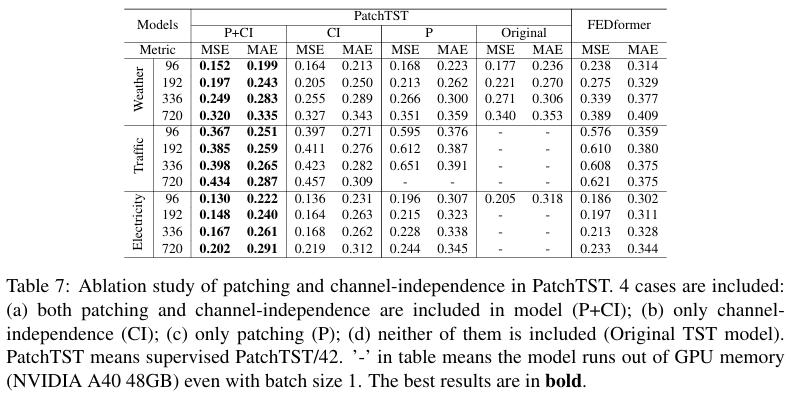 Models PatchTST FEDformer
P+CI CI P Original
Metric MSE MAE MSE MAE MSE MAE MSE MAE MSE MAE
Weather
96 0.152 0.199 0.164 0.213 0.168 0.223 0.177 0.236 0.238 0.314
192 0.197 0.243 0.205 0.250 0.213 0.262 0.221 0.270 0.275 0.329
336 0.249 0.283 0.255 0.289 0.266 0.300 0.271 0.306 0.339 0.377
720 0.320 0.335 0.327 0.343 0.351 0.359 0.340 0.353 0.389 0.409
Traffic
96 0.367 0.251 0.397 0.271 0.595 0.376 - - 0.576 0.359
192 0.385 0.259 0.411 0.276 0.612 0.387 - - 0.610 0.380
336 0.398 0.265 0.423 0.282 0.651 0.391 - - 0.608 0.375
720 0.434 0.287 0.457 0.309 - - - - 0.621 0.375
Electricity
96 0.130 0.222 0.136 0.231 0.196 0.307 0.205 0.318 0.186 0.302
192 0.148 0.240 0.164 0.263 0.215 0.323 - - 0.197 0.311
336 0.167 0.261 0.168 0.262 0.228 0.338 - - 0.213 0.328
720 0.202 0.291 0.219 0.312 0.244 0.345 - - 0.233 0.344
Table 7: Ablation study of patching and channel-independence in PatchTST. 4 cases are included:
(a) both patching and channel-independence are included in model (P+CI); (b) only channel-
independence (CI); (c) only patching (P); (d) neither of them is included (Original TST model).
PatchTST means supervised PatchTST/42. '-' in table means the model runs out of GPU memory
(NVIDIA A40 48GB) even with batch size 1. The best results are in bold.